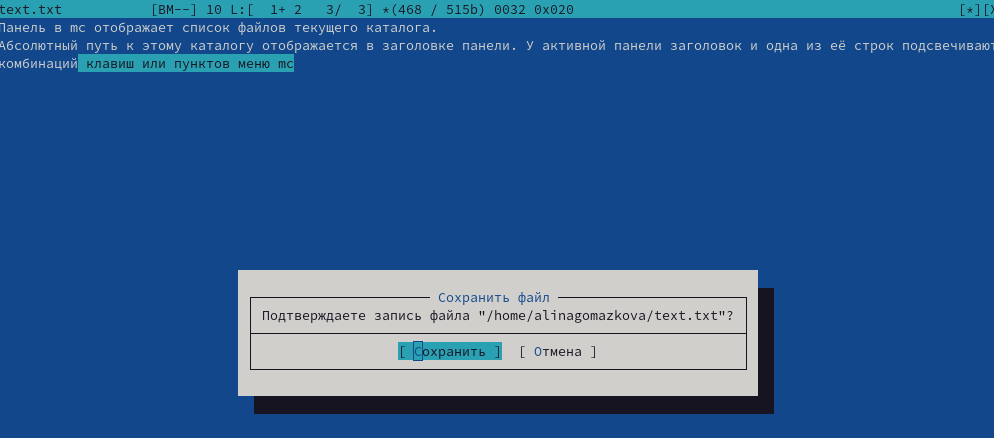 text.txt [BM--] 10 L:[ 1+ 2 3/ 3] *(468 / 515b) 0032 0x020 [*][X
Панель в mc отображает список файлов текущего каталога.
Абсолютный путь к этому каталогу отображается в заголовке панели. У активной панели заголовок и одна из её строк подсвечивают
комбинаций клавиш или пунктов меню mc
Сохранить файл
Подтверждаете запись файла "/home/alinagomazkova/text.txt"?
[ Сохранить ] [ Отмена ]